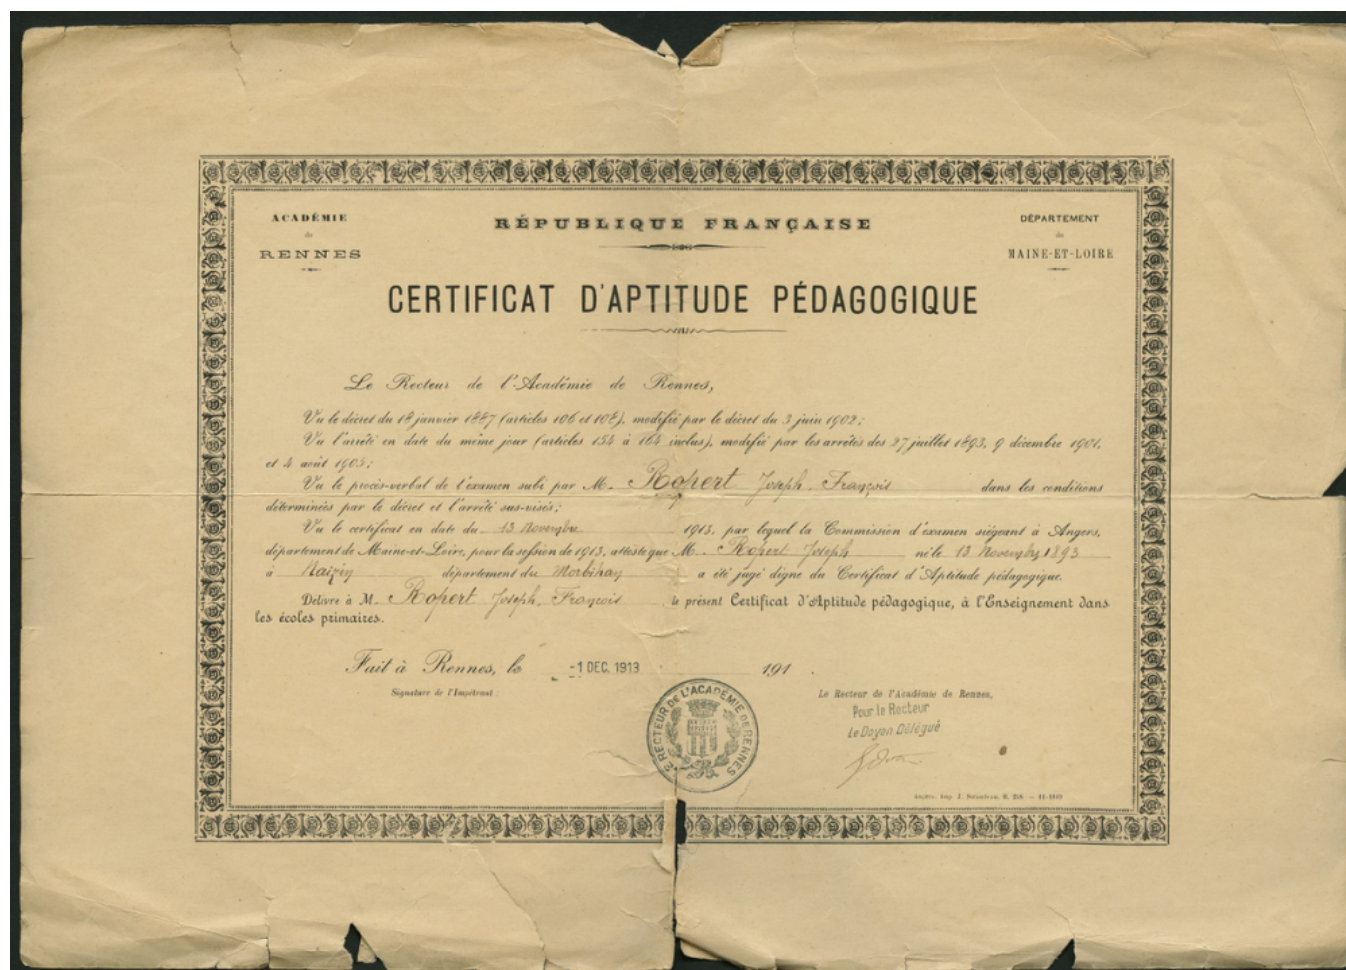 ACADÉMIE
de
RENNES
RÉPUBLIQUE FRANÇAISE
DÉPARTEMENT
de
MAINE-ET-LOIRE
CERTIFICAT D'APTITUDE PÉDAGOGIQUE
Le Recteur de l'Académie de Rennes,
Vu le décret du 18 janvier 1887 (articles 106 et 108), modifié par le décret du 3 juin 1902;
Vu l'arrêté en date du même jour (articles 154 à 164 inclus), modifié par les arrêtés des 27 juillet 1893, 9 décembre 1901,
et 4 août 1905;
Vu le procès-verbal de l'examen subi par M. Ropert Joseph François dans les conditions
déterminées par le décret et l'arrêté sus-visés;
Vu le certificat en date du 13 Novembre 1913, par lequel la Commission d'examen siégeant à Angers,
département de Maine-et-Loire, pour la session de 1913, atteste que M. Ropert Joseph né le 13 Novembre 1893
à Naizin département du Morbihan a été jugé digne du Certificat d'Aptitude pédagogique.
Délivré à M. Ropert Joseph François le présent Certificat d'Aptitude pédagogique, à l'Enseignement dans
les écoles primaires.
Fait à Rennes, le -1 DEC. 1913 191 .
Signature de l'Impétrant :
Le Recteur de l'Académie de Rennes,
Pour le Recteur
Le Doyen Délégué
LE RECTEUR DE L'ACADÉMIE DE RENNES
Angers, Imp. J.